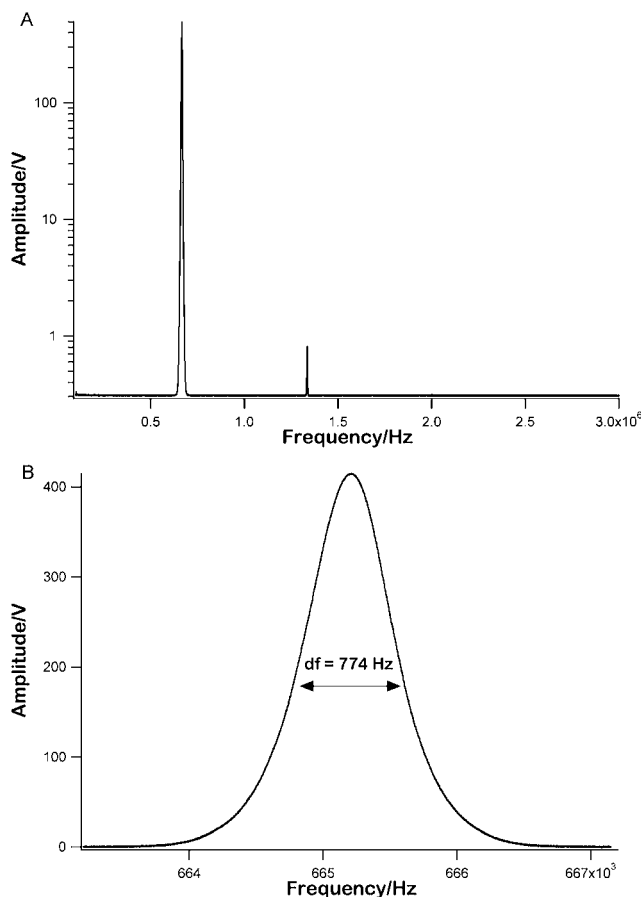 A
Amplitude/V
100
10
1
0.5
1.0
1.5
2.0
2.5
3.0x10⁶
Frequency/Hz
B
Amplitude/V
400
300
200
100
0
df = 774 Hz
664
665
666
667x10³
Frequency/Hz